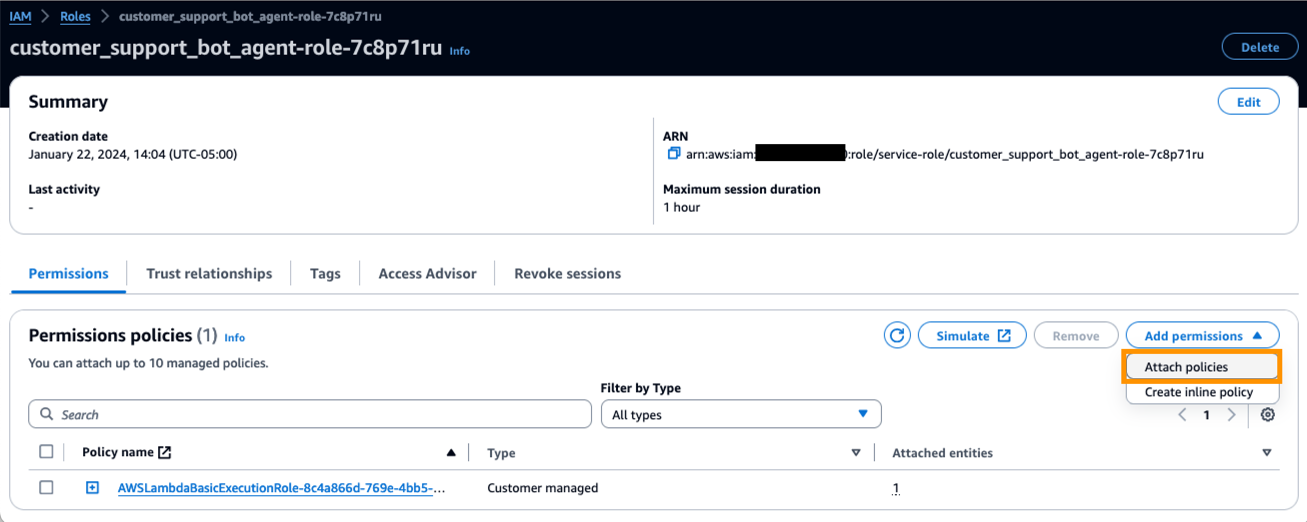 IAM > Roles > customer_support_bot_agent-role-7c8p71ru
customer_support_bot_agent-role-7c8p71ru Info
Delete
Summary
Edit
Creation date
January 22, 2024, 14:04 (UTC-05:00)
ARN
arn:aws:iam: :role/service-role/customer_support_bot_agent-role-7c8p71ru
Last activity
-
Maximum session duration
1 hour
Permissions
Trust relationships
Tags
Access Advisor
Revoke sessions
Permissions policies (1) Info
You can attach up to 10 managed policies.
Simulate
Remove
Add permissions
Attach policies
Create inline policy
Filter by Type
Search
All types
1
Policy name
Type
Attached entities
AWSLambdaBasicExecutionRole-8c4a866d-769e-4bb5-...
Customer managed
1